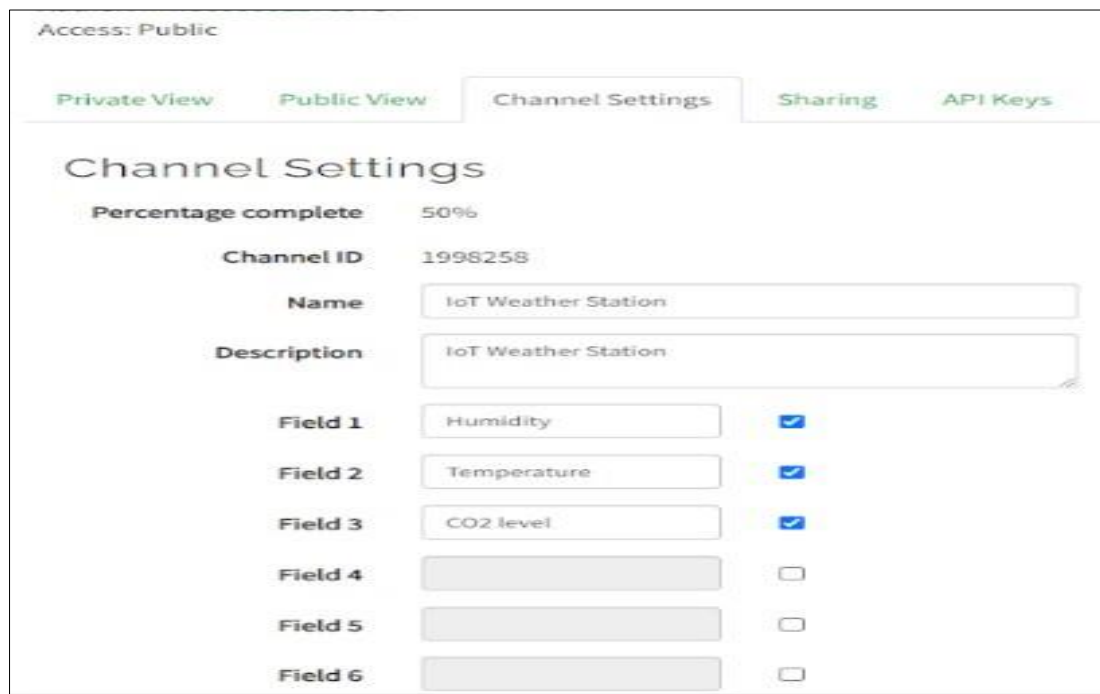 Access: Public
Private View Public View Channel Settings Sharing API Keys
Channel Settings
Percentage complete 50%
Channel ID 1998258
Name IoT Weather Station
Description IoT Weather Station
Field 1 Humidity
Field 2 Temperature
Field 3 CO2 level
Field 4
Field 5
Field 6